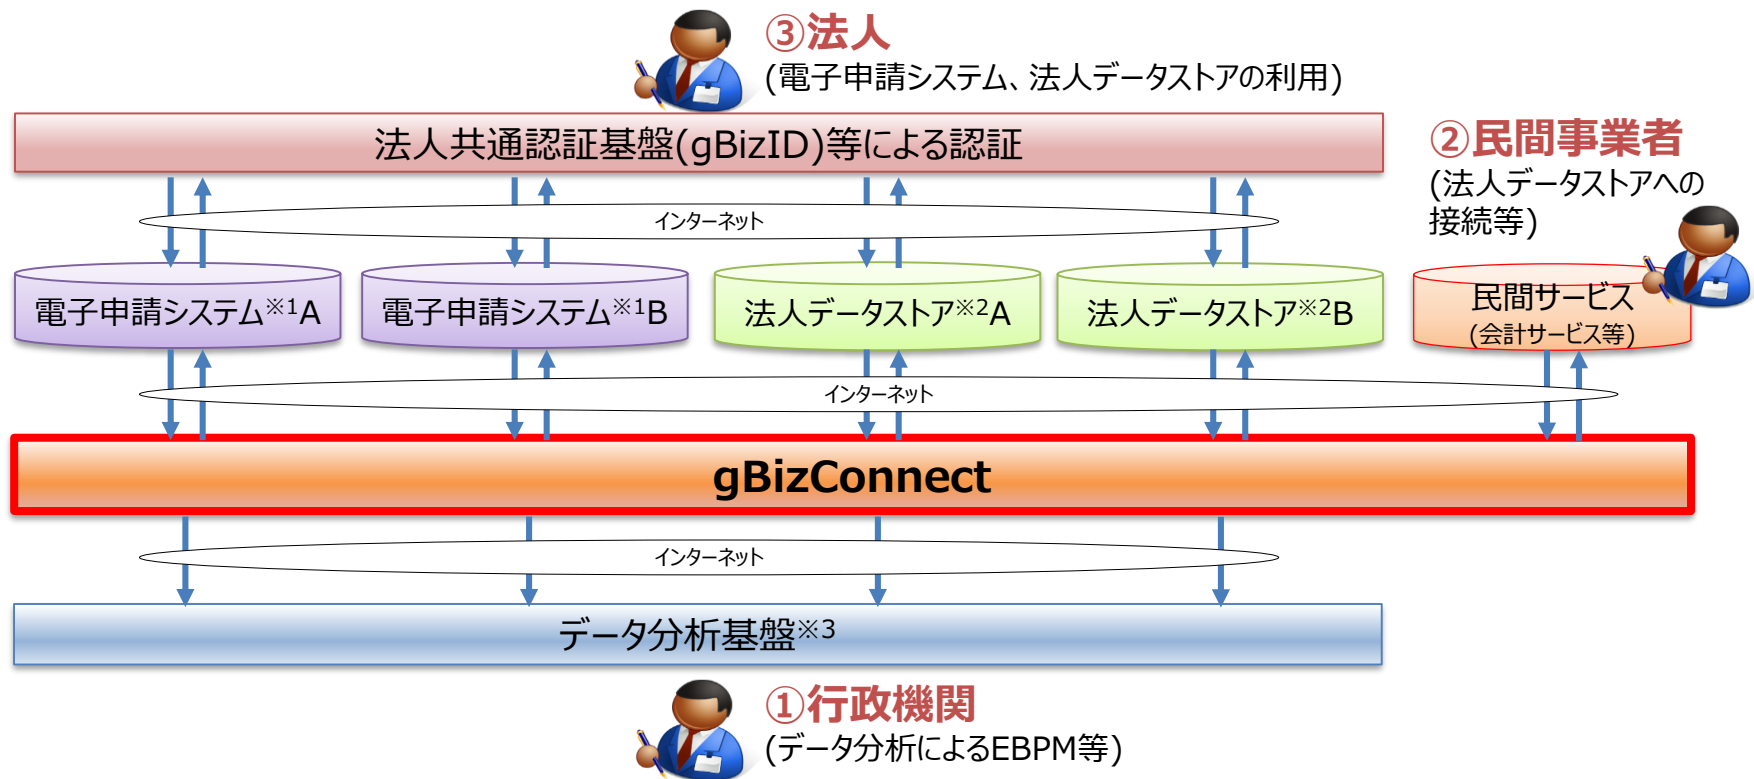 ③法人
(電子申請システム、法人データストアの利用)
法人共通認証基盤(gBizID)等による認証
②民間事業者
(法人データストアへの
接続等)
インターネット
電子申請システム※1A
電子申請システム※1B
法人データストア※2A
法人データストア※2B
民間サービス
(会計サービス等)
インターネット
gBizConnect
インターネット
データ分析基盤※3
①行政機関
(データ分析によるEBPM等)